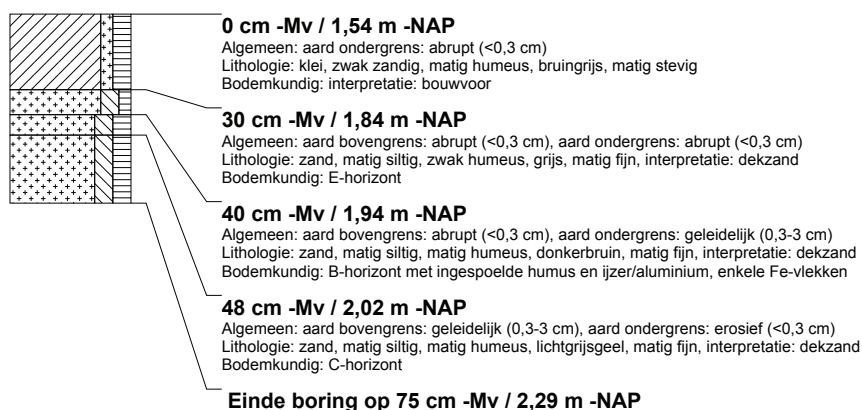 0 cm -Mv / 1,54 m -NAP
Algemeen: aard ondergrens: abrupt (<0,3 cm)
Lithologie: klei, zwak zandig, matig humeus, bruingrijs, matig stevig
Bodemkundig: interpretatie: bouwvoor
30 cm -Mv / 1,84 m -NAP
Algemeen: aard bovengrens: abrupt (<0,3 cm), aard ondergrens: abrupt (<0,3 cm)
Lithologie: zand, matig siltig, zwak humeus, grijs, matig fijn, interpretatie: dekzand
Bodemkundig: E-horizont
40 cm -Mv / 1,94 m -NAP
Algemeen: aard bovengrens: abrupt (<0,3 cm), aard ondergrens: geleidelijk (0,3-3 cm)
Lithologie: zand, matig siltig, matig humeus, donkerbruin, matig fijn, interpretatie: dekzand
Bodemkundig: B-horizont met ingespoelde humus en ijzer/aluminium, enkele Fe-vlekken
48 cm -Mv / 2,02 m -NAP
Algemeen: aard bovengrens: geleidelijk (0,3-3 cm), aard ondergrens: erosief (<0,3 cm)
Lithologie: zand, matig siltig, matig humeus, lichtgrijsgeel, matig fijn, interpretatie: dekzand
Bodemkundig: C-horizont
Einde boring op 75 cm -Mv / 2,29 m -NAP